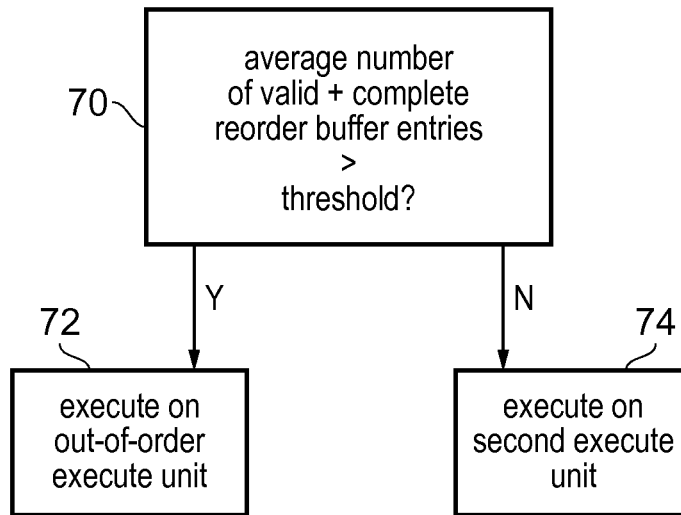 average number
of valid + complete
70
reorder buffer entries
>
threshold?
Y
N
72
74
execute on
out-of-order
execute unit
execute on
second execute
unit